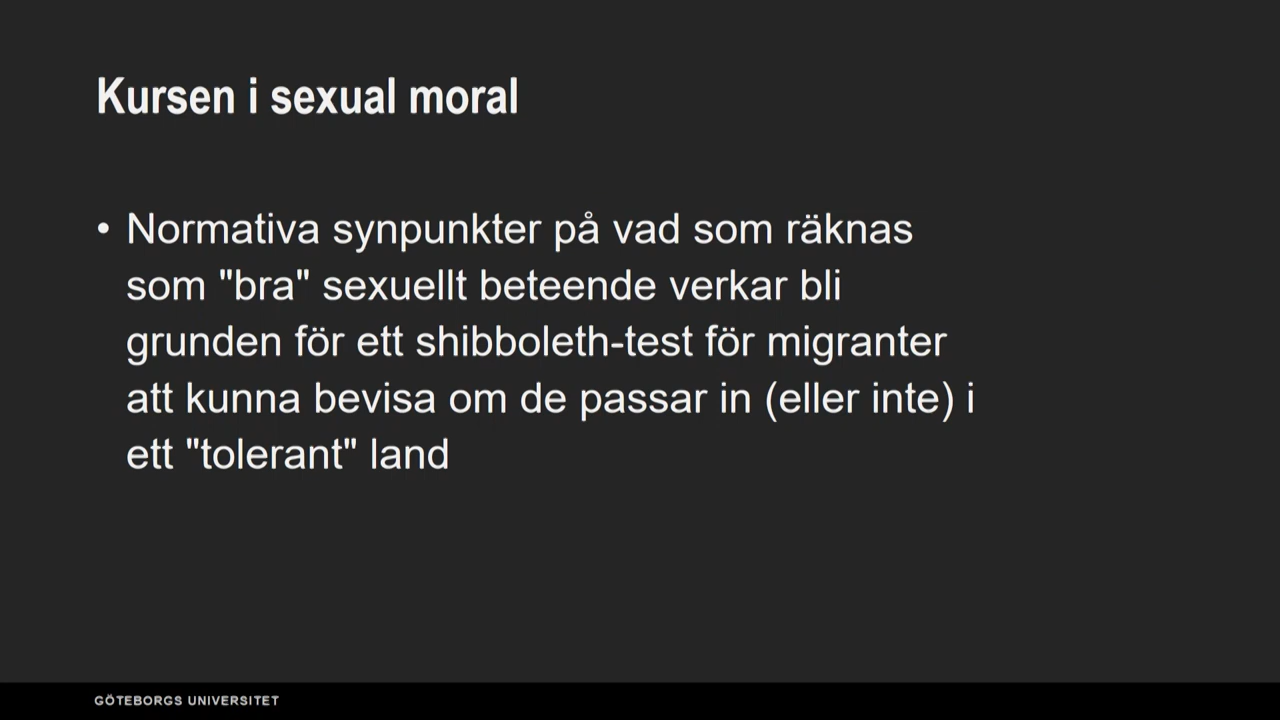 Kursen i sexual moral
• Normativa synpunkter på vad som räknas
som "bra" sexuellt beteende verkar bli
grunden för ett shibboleth-test för migranter
att kunna bevisa om de passar in (eller inte) i
ett "tolerant" land
GÖTEBORGS UNIVERSITET